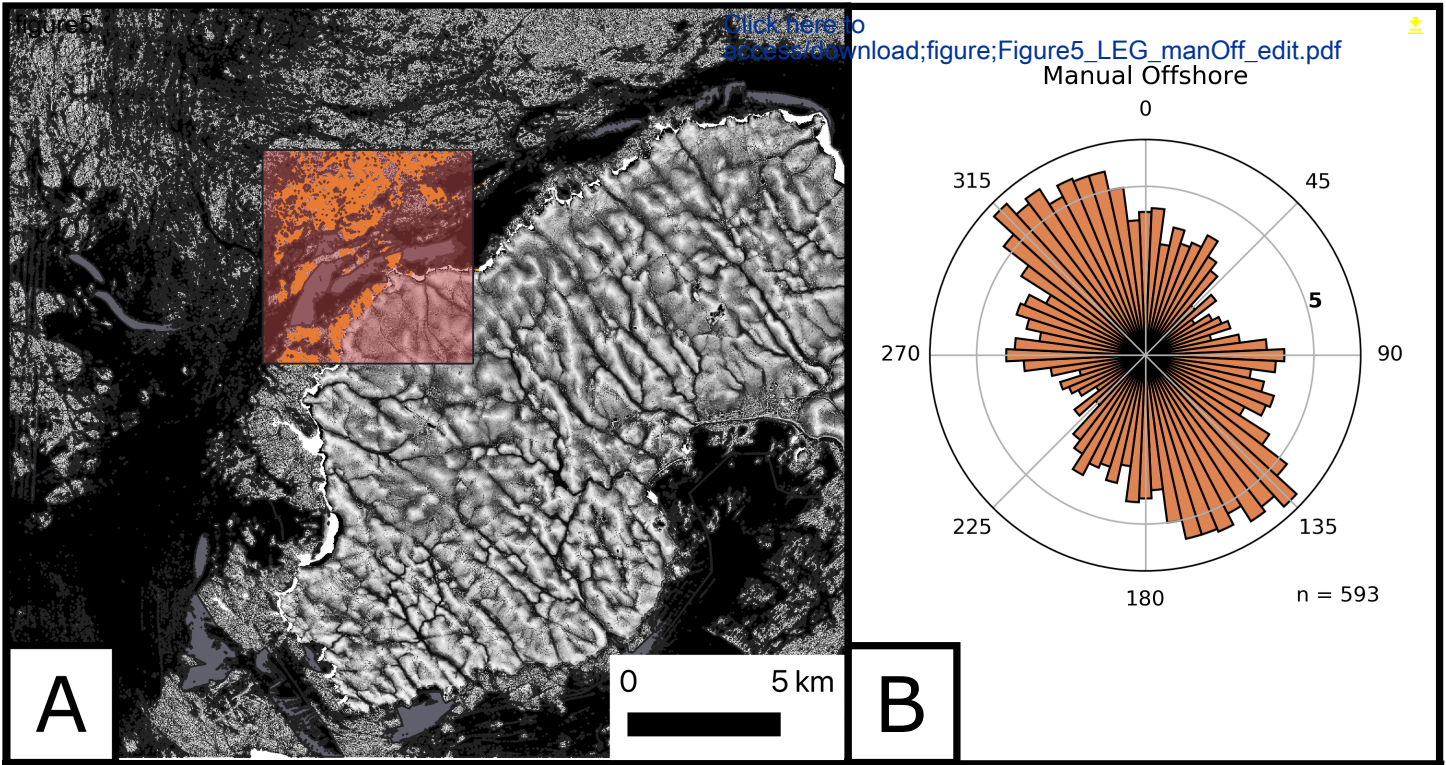 figure5
Click here to
access/download;figure;Figure5_LEG_manOff_edit.pdf
Manual Offshore
0
315
45
5
270
90
225
135
180
n = 593
0 5 km
A
B